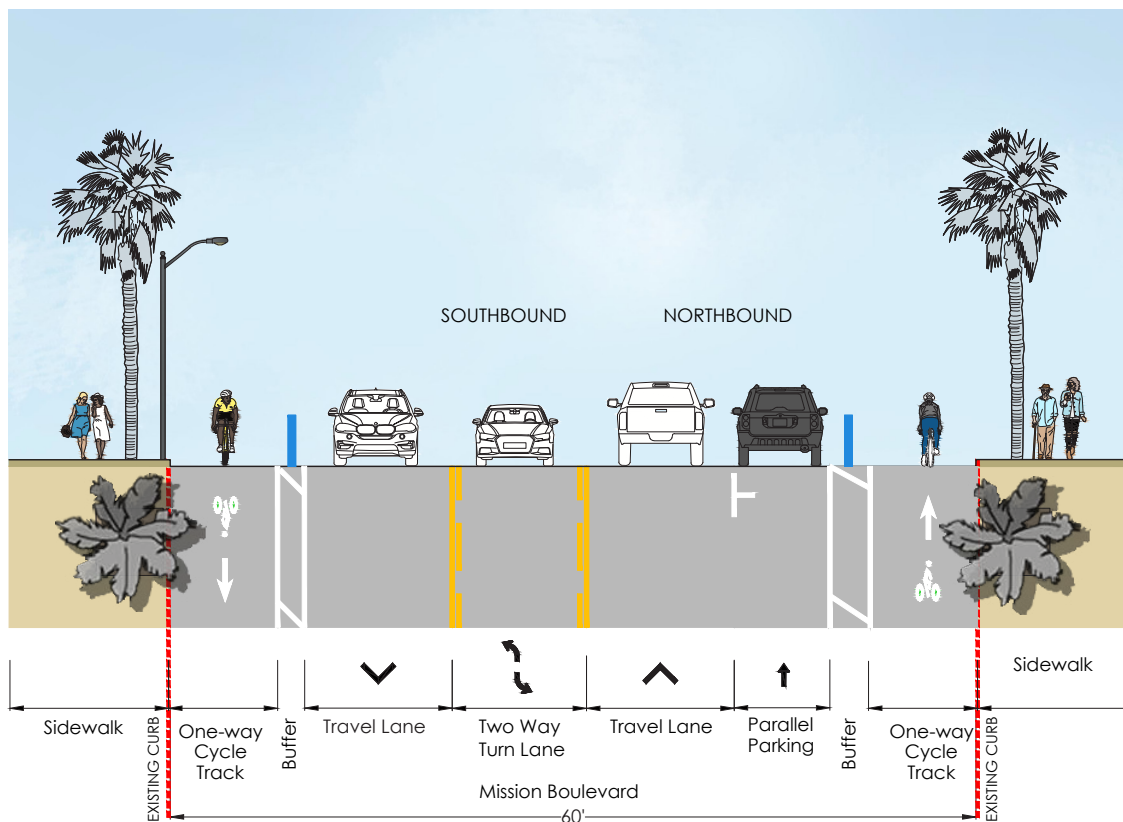 SOUTHBOUND
NORTHBOUND
Sidewalk
EXISTING CURB
One-way
Cycle
Track
Buffer
Travel Lane
Two Way
Turn Lane
Travel Lane
Parallel
Parking
Buffer
One-way
Cycle
Track
EXISTING CURB
Sidewalk
Mission Boulevard
60'